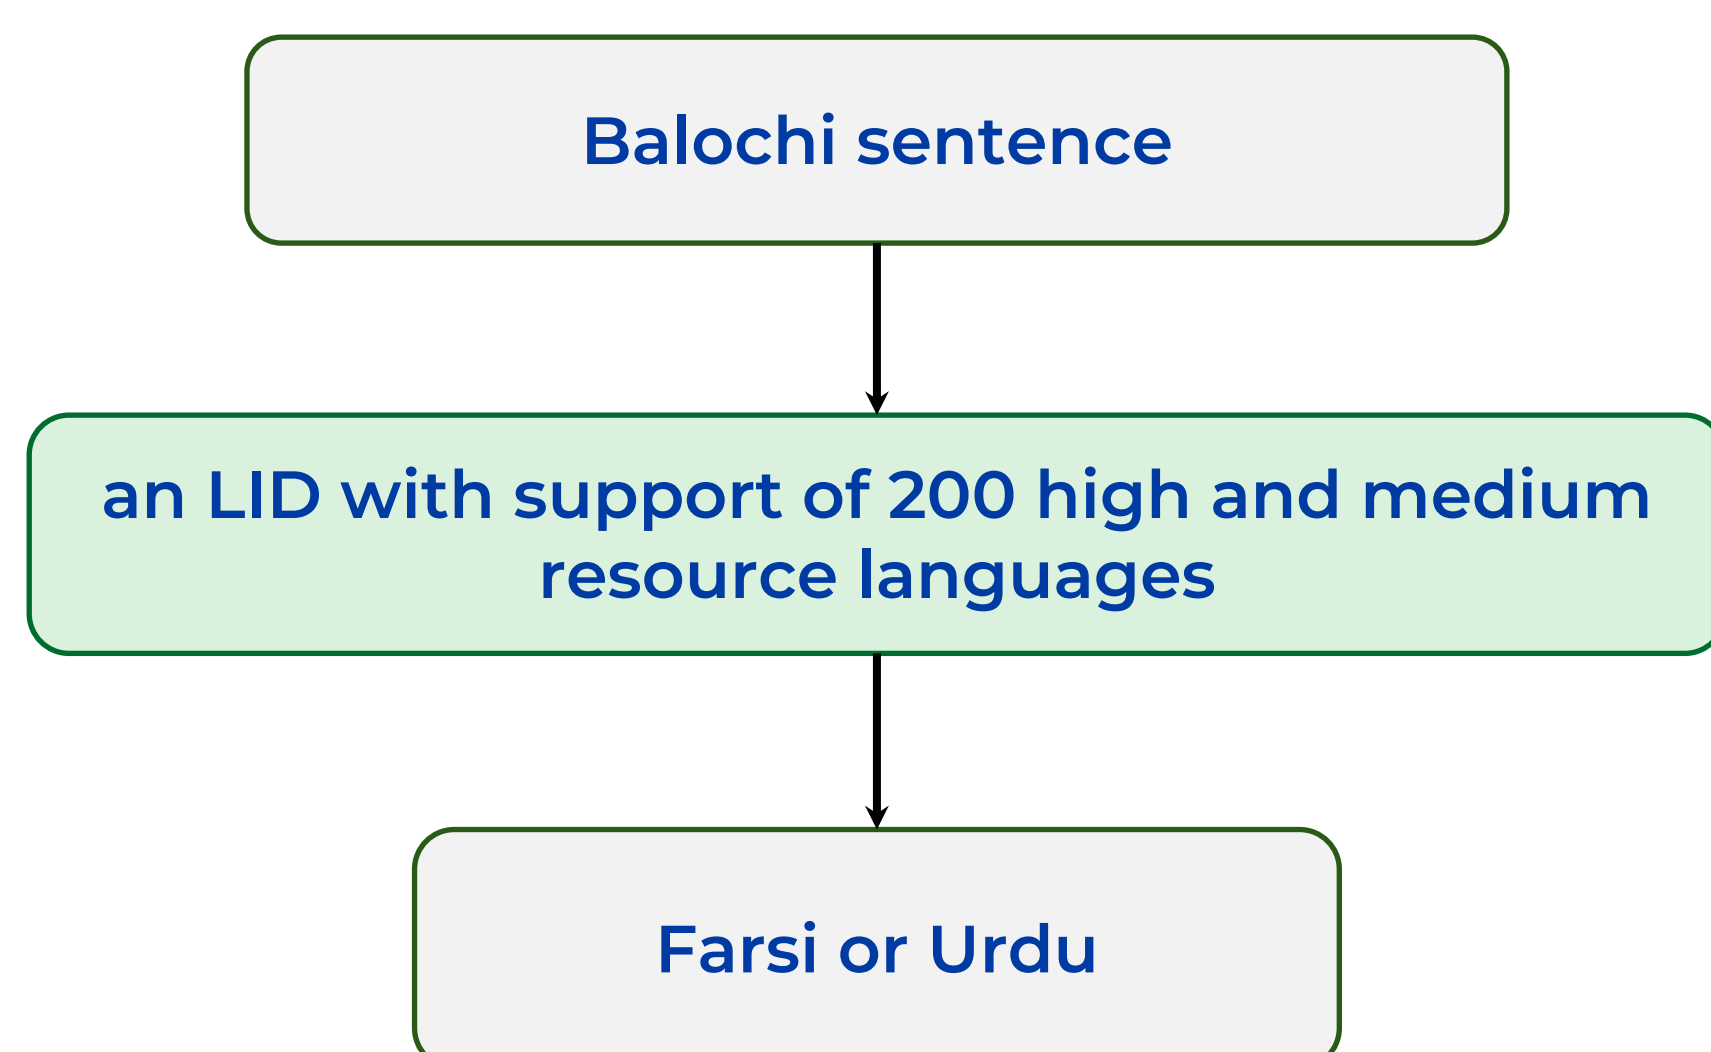 Balochi sentence
an LID with support of 200 high and medium
resource languages
Farsi or Urdu